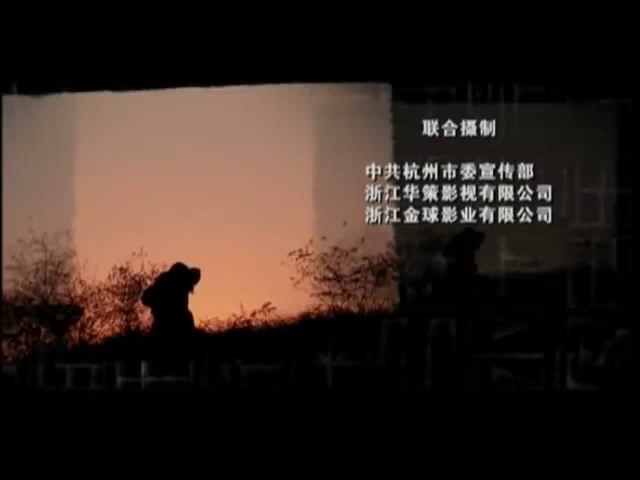 联合摄制
中共杭州市委宣传部
浙江华策影视有限公司
浙江金球影业有限公司